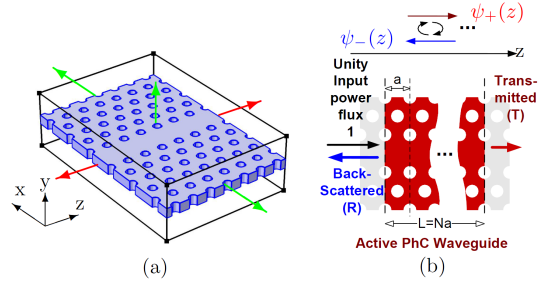 x
y
z
(a)
ψ₊(z)
ψ₋(z)
...
z
Unity
Input
power
flux
1
a
Trans-
mitted
(T)
Back-
Scattered
(R)
...
L=Na
Active PhC Waveguide
(b)